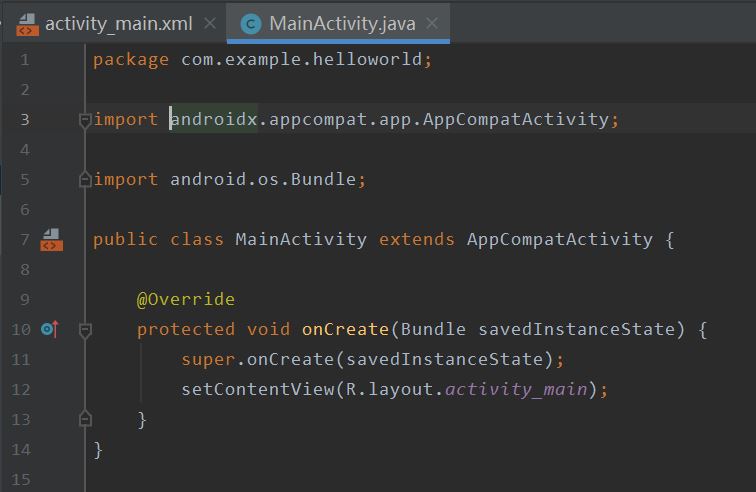 activity_main.xml MainActivity.java
1 package com.example.helloworld;
2
3 import androidx.appcompat.app.AppCompatActivity;
4
5 import android.os.Bundle;
6
7 public class MainActivity extends AppCompatActivity {
8
9     @Override
10     protected void onCreate(Bundle savedInstanceState) {
11         super.onCreate(savedInstanceState);
12         setContentView(R.layout.activity_main);
13     }
14 }
15